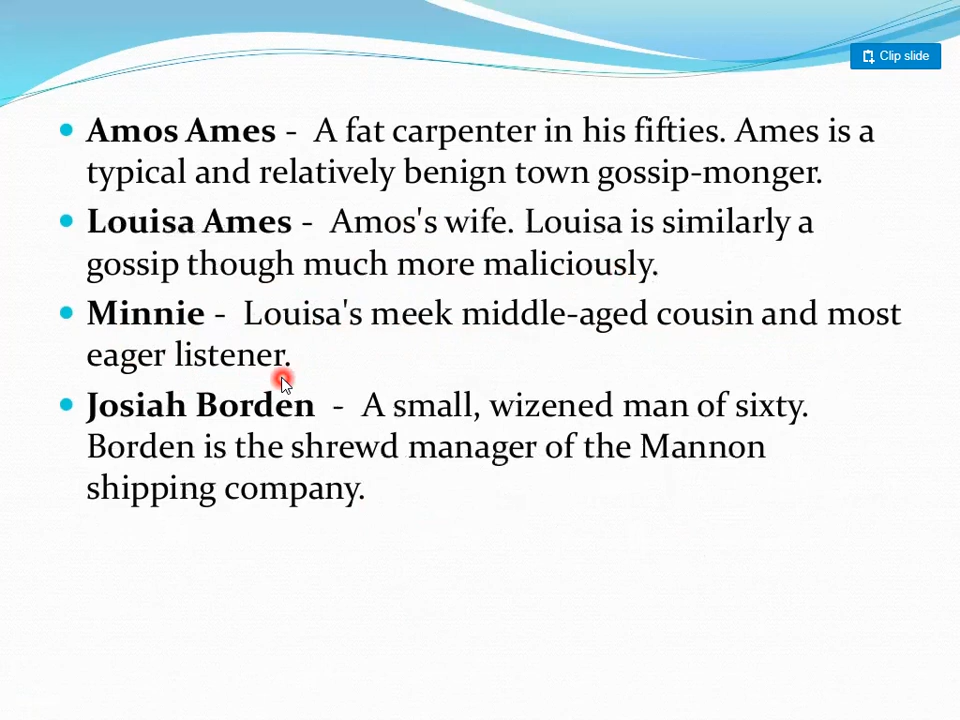 Clip slide
Amos Ames - A fat carpenter in his fifties. Ames is a
typical and relatively benign town gossip-monger.
Louisa Ames - Amos's wife. Louisa is similarly a
gossip though much more maliciously.
Minnie - Louisa's meek middle-aged cousin and most
eager listener.
Josiah Borden - A small, wizened man of sixty.
Borden is the shrewd manager of the Mannon
shipping company.